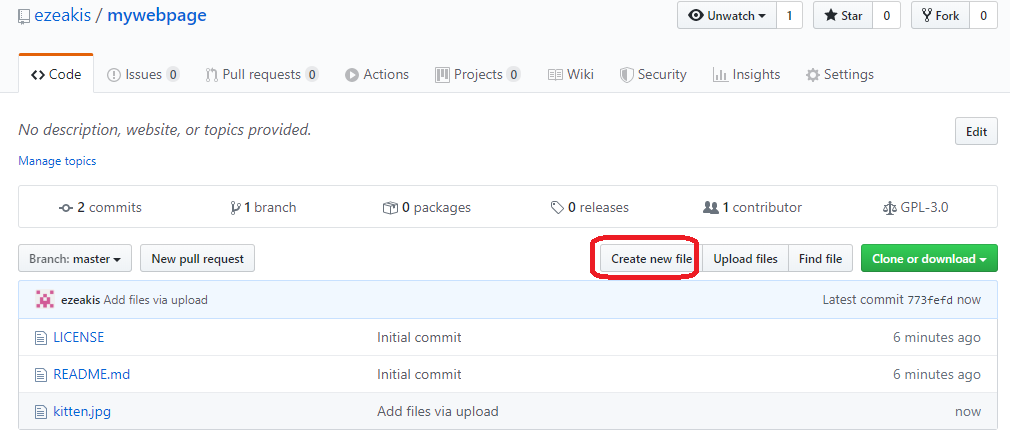 ezeakis / mywebpage Unwatch 1 Star 0 Fork 0
Code Issues 0 Pull requests 0 Actions Projects 0 Wiki Security Insights Settings
No description, website, or topics provided. Edit
Manage topics
2 commits 1 branch 0 packages 0 releases 1 contributor GPL-3.0
Branch: master New pull request Create new file Upload files Find file Clone or download
ezeakis Add files via upload Latest commit 773fefd now
LICENSE Initial commit 6 minutes ago
README.md Initial commit 6 minutes ago
kitten.jpg Add files via upload now